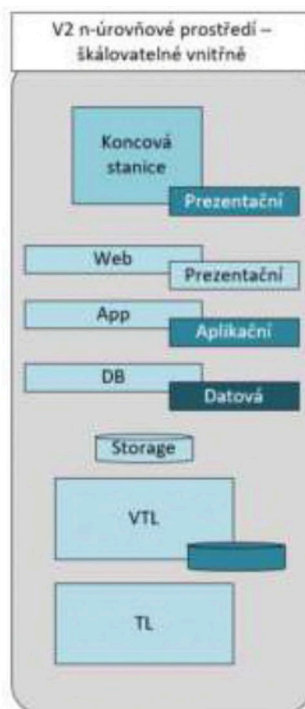 V2 n-úrovňové prostředí –
škálovatelné vnitřně
Koncová
stanice
Prezentační
Web
Prezentační
App
Aplikační
DB
Datová
Storage
VTL
TL